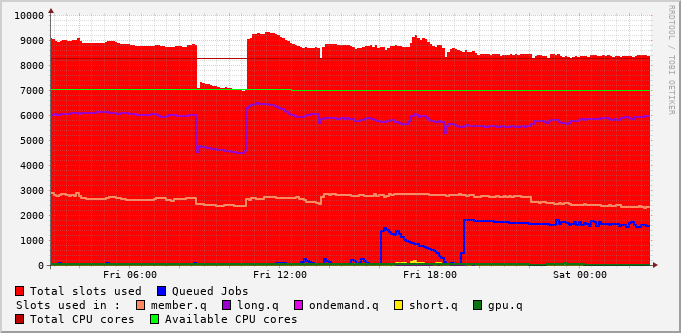 10000
9000
8000
7000
6000
5000
4000
3000
2000
1000
0
Fri 06:00 Fri 12:00 Fri 18:00 Sat 00:00
RRDTOOL / TOBI OETIKER
Total slots used Queued Jobs
Slots used in : member.q long.q ondemand.q short.q gpu.q
Total CPU cores Available CPU cores